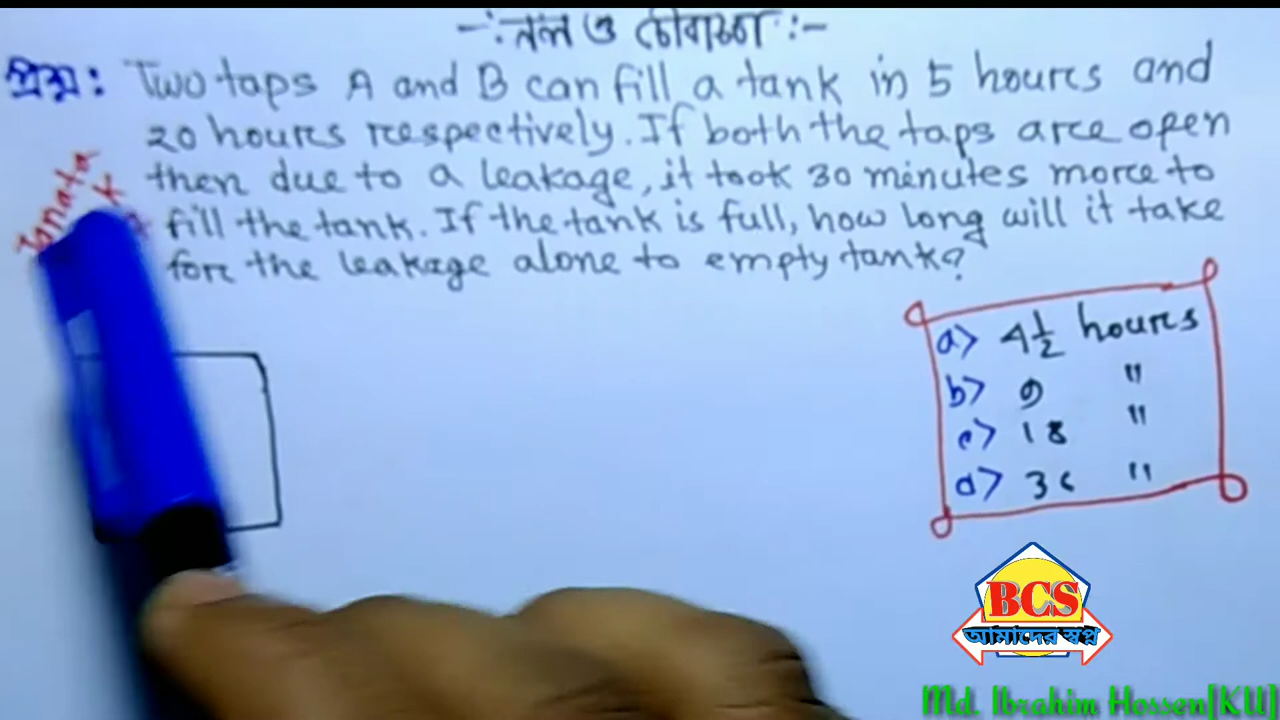 -: নল ও চৌবাচ্চা :-
প্রশ্ন: Two taps A and B can fill a tank in 5 hours and
20 hours respectively. If both the taps are open
then due to a leakage, it took 30 minutes more to
fill the tank. If the tank is full, how long will it take
for the leakage alone to empty tank?
Janata
a> 4 1/2 hours
b> 9 "
c> 18 "
d> 36 "
BCS
আমাদের স্বপ্ন
Md. Ibrahim Hossen[KU]